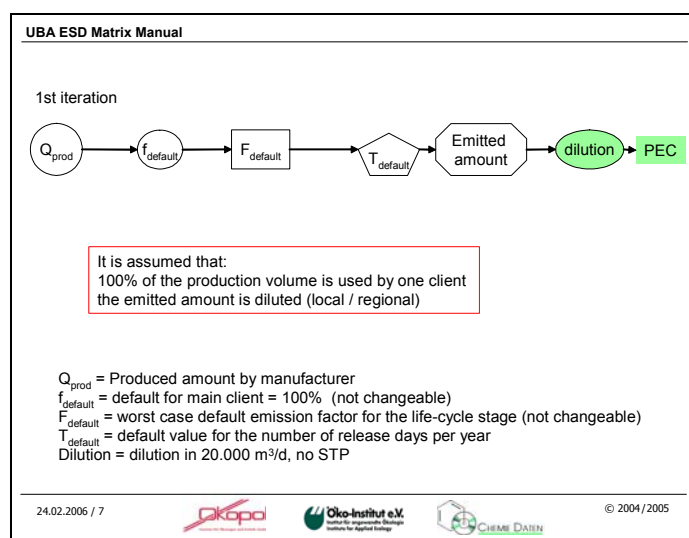 UBA ESD Matrix Manual
1st iteration
Qprod
fdefault
Fdefault
Tdefault
Emitted
amount
dilution
PEC
It is assumed that:
100% of the production volume is used by one client
the emitted amount is diluted (local / regional)
Qprod = Produced amount by manufacturer
fdefault = default for main client = 100% (not changeable)
Fdefault = worst case default emission factor for the life-cycle stage (not changeable)
Tdefault = default value for the number of release days per year
Dilution = dilution in 20.000 m³/d, no STP
24.02.2006 / 7
Ökopol
Öko-Institut e.V.
Institut für angewandte Ökologie
Institute for Applied Ecology
CHEMIE DATEN
© 2004/2005